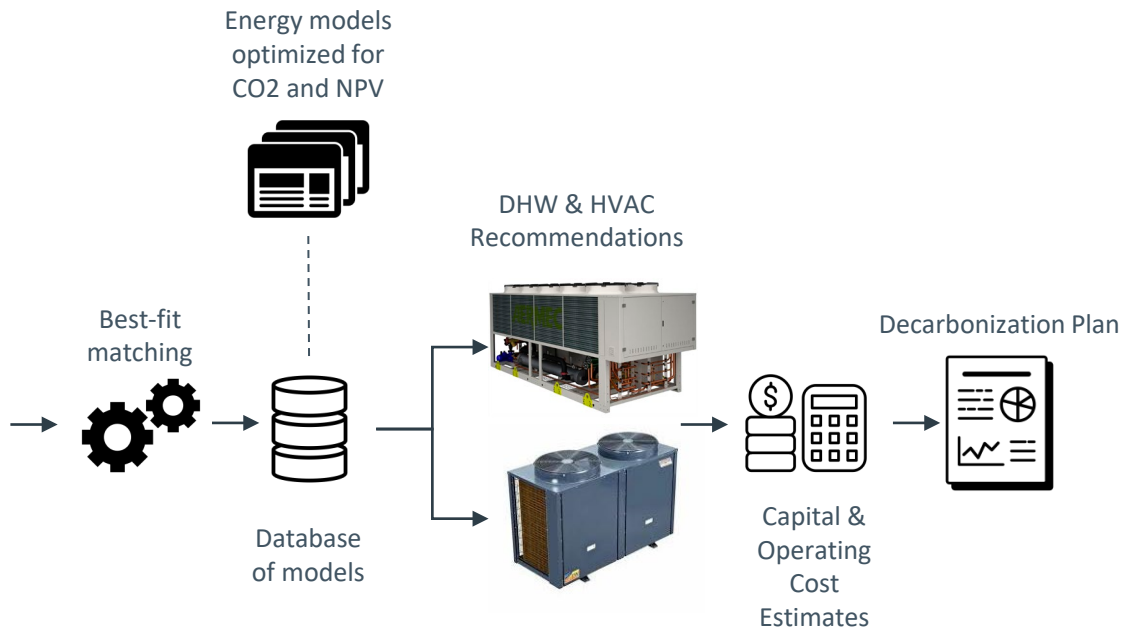 Energy models
optimized for
CO2 and NPV
DHW & HVAC
Recommendations
Best-fit
matching
Decarbonization Plan
$
Database
of models
Capital &
Operating
Cost
Estimates